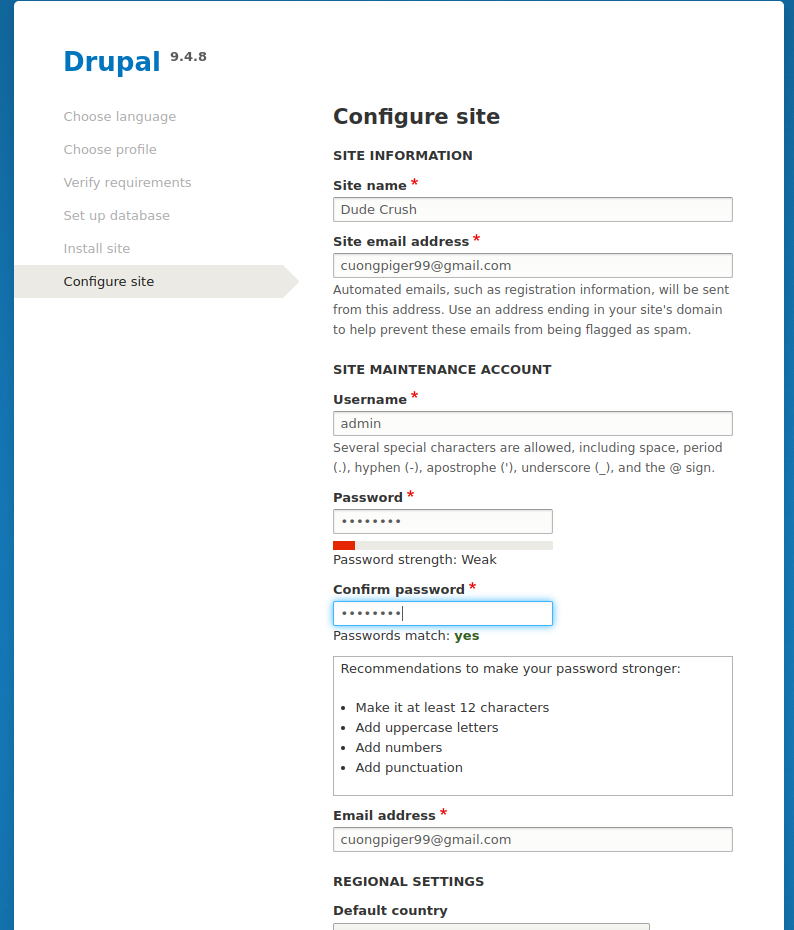 Drupal 9.4.8
Choose language
Choose profile
Verify requirements
Set up database
Install site
Configure site
Configure site
SITE INFORMATION
Site name *
Dude Crush
Site email address *
cuongpiger99@gmail.com
Automated emails, such as registration information, will be sent
from this address. Use an address ending in your site's domain
to help prevent these emails from being flagged as spam.
SITE MAINTENANCE ACCOUNT
Username *
admin
Several special characters are allowed, including space, period
(.), hyphen (-), apostrophe ('), underscore (_), and the @ sign.
Password *
••••••••
Password strength: Weak
Confirm password *
••••••••
Passwords match: yes
Recommendations to make your password stronger:
• Make it at least 12 characters
• Add uppercase letters
• Add numbers
• Add punctuation
Email address *
cuongpiger99@gmail.com
REGIONAL SETTINGS
Default country